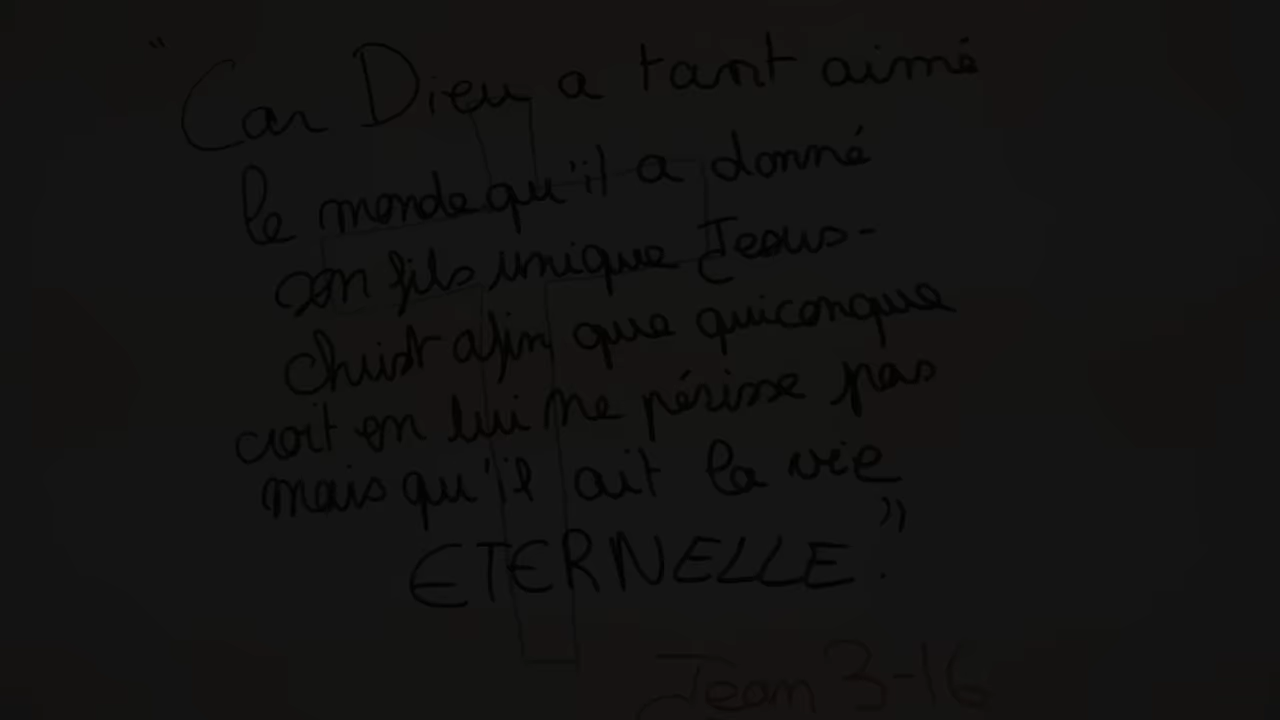 "Car Dieu a tant aimé
le monde qu'il a donné
son fils unique Jesus-
christ afin que quiconque
croit en lui ne périsse pas
mais qu'il ait la vie
ETERNELLE."
Jean 3-16